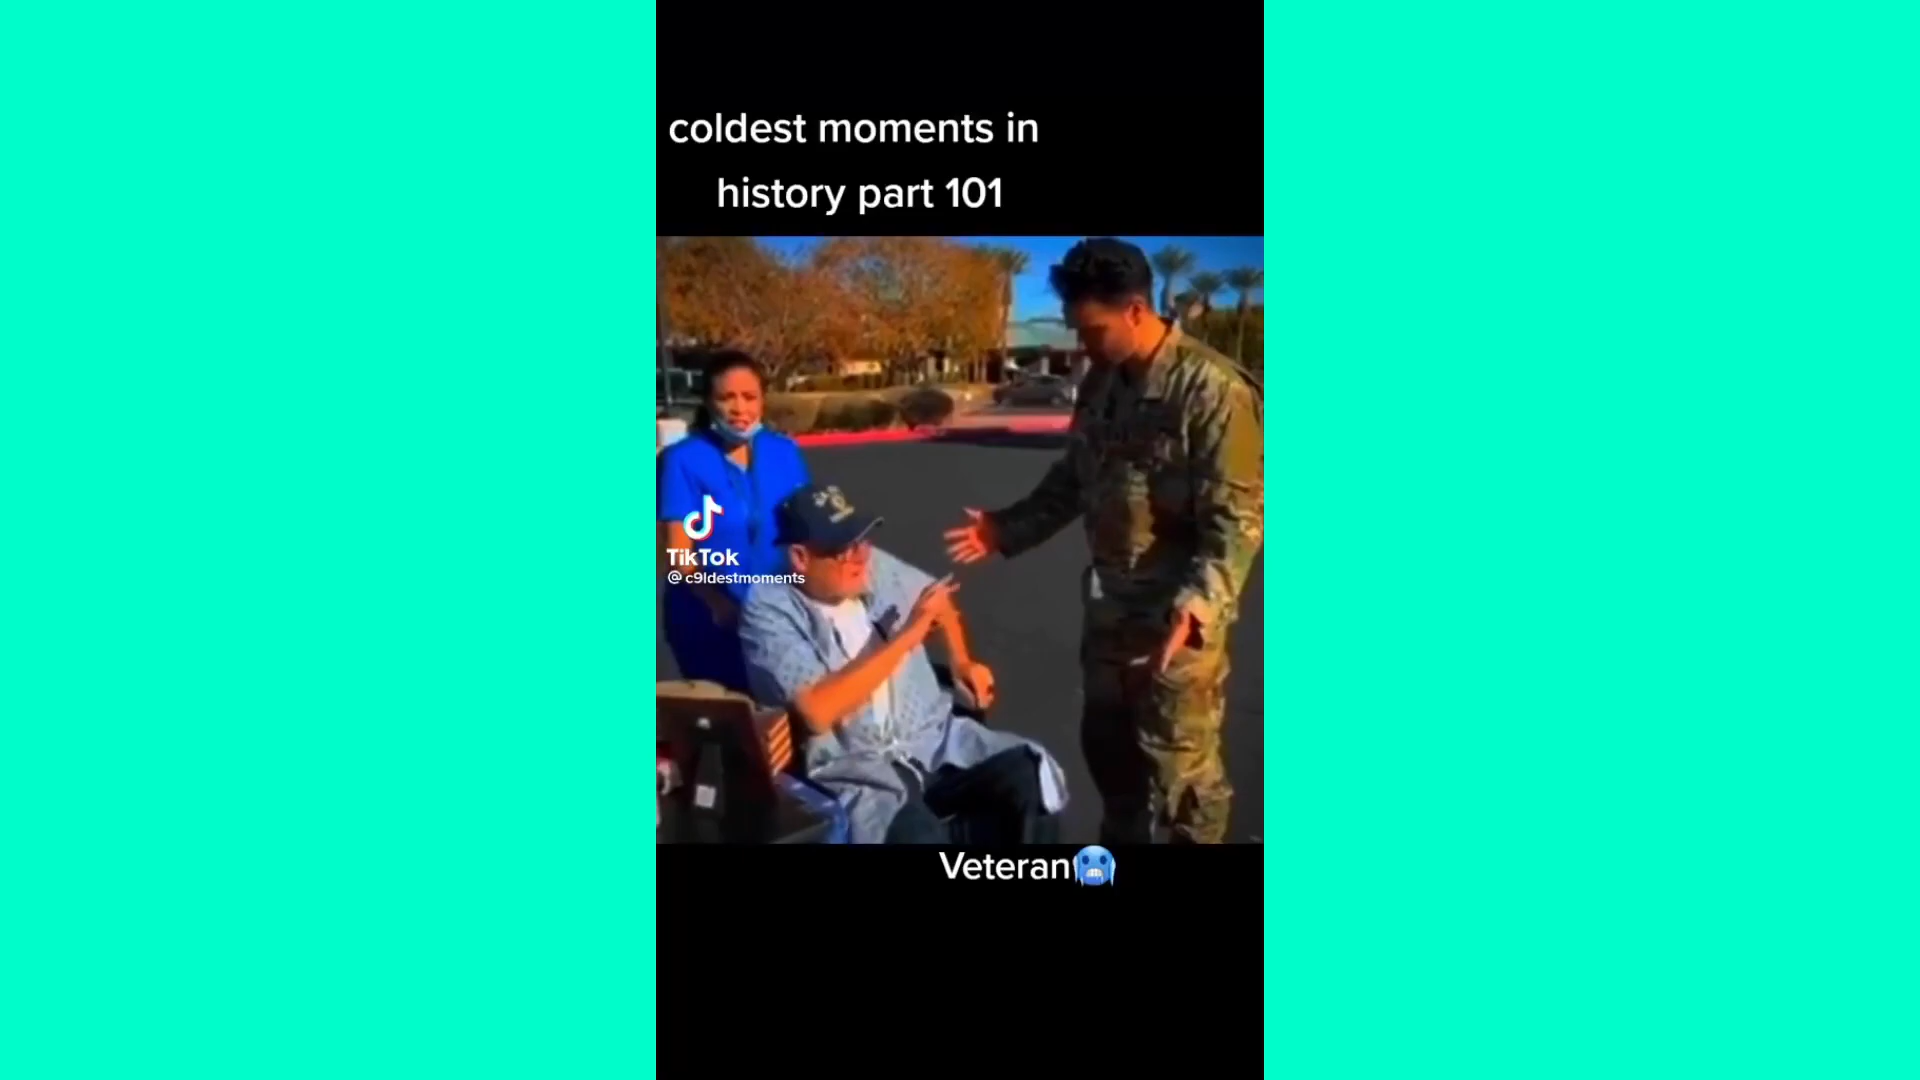 coldest moments in
history part 101
TikTok
@c9ldestmoments
Veteran🥶